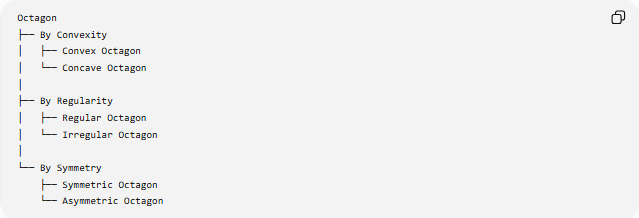 Octagon
├── By Convexity
│   ├── Convex Octagon
│   └── Concave Octagon
│
├── By Regularity
│   ├── Regular Octagon
│   └── Irregular Octagon
│
└── By Symmetry
    ├── Symmetric Octagon
    └── Asymmetric Octagon